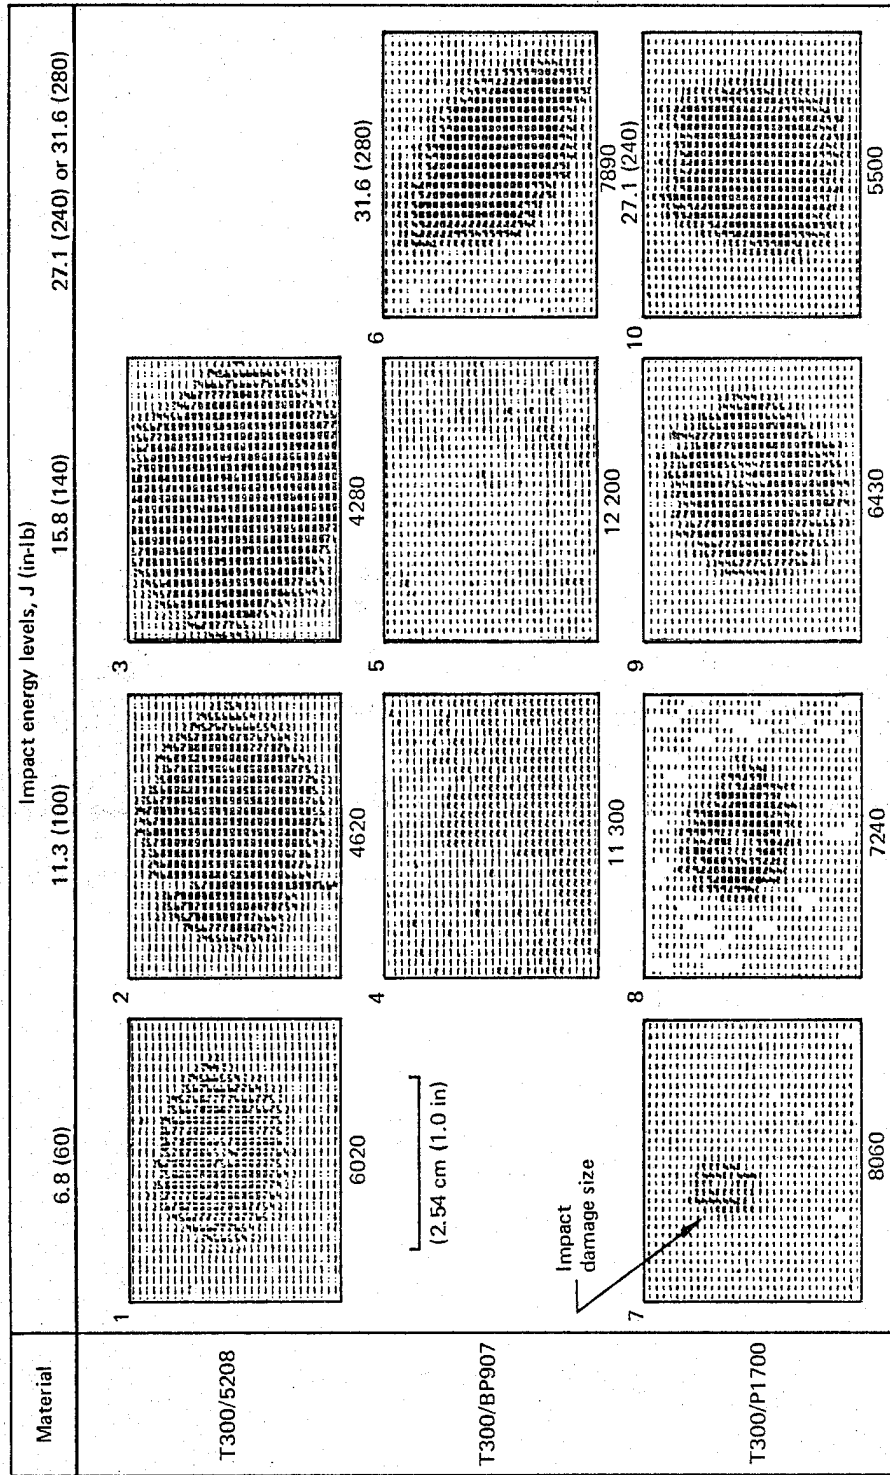 Material
Impact energy levels, J (in-lb)
6.8 (60)
11.3 (100)
15.8 (140)
27.1 (240) or 31.6 (280)
T300/5208
1
6020
2
4620
3
4280
(2.54 cm (1.0 in)
T300/BP907
4
11 300
5
12 200
31.6 (280)
6
7890
T300/P1700
Impact
damage size
7
8060
8
7240
9
6430
27.1 (240)
10
5500